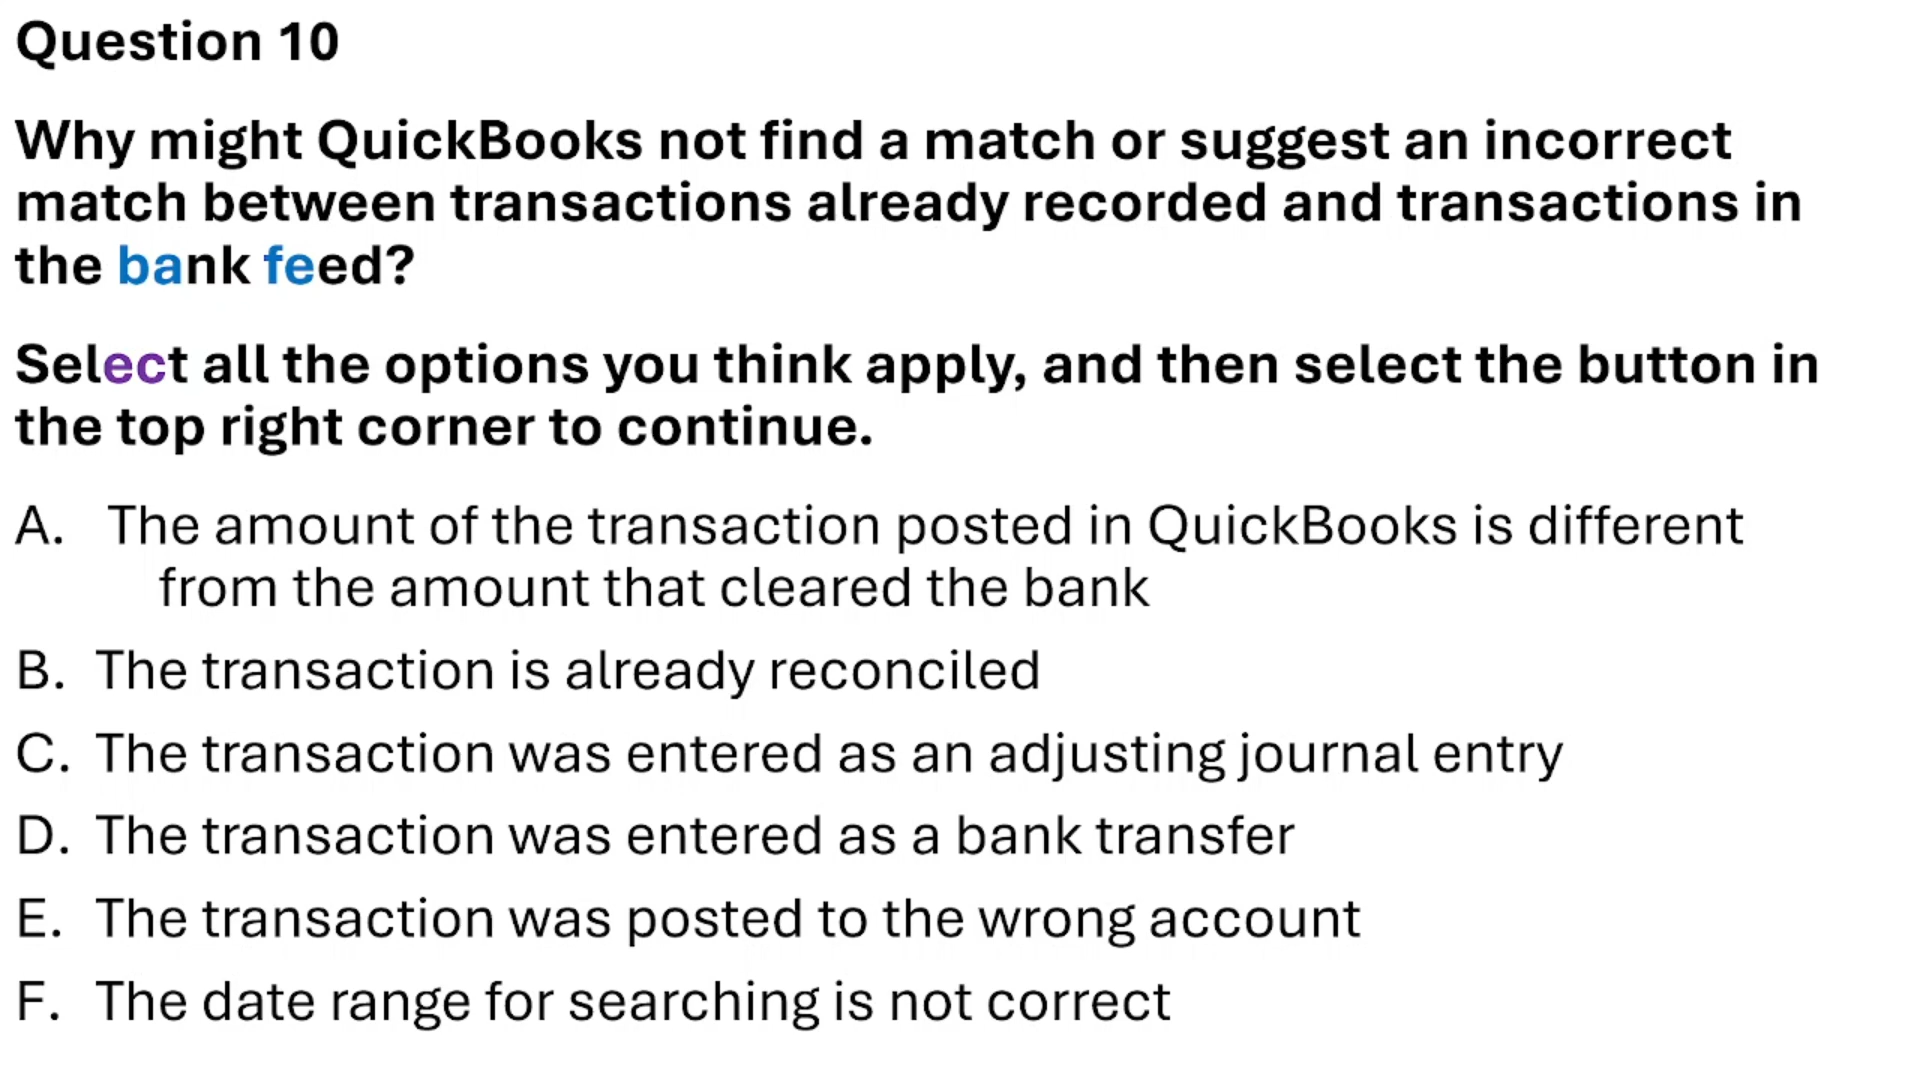 Question 10
Why might QuickBooks not find a match or suggest an incorrect
match between transactions already recorded and transactions in
the bank feed?
Select all the options you think apply, and then select the button in
the top right corner to continue.
A. The amount of the transaction posted in QuickBooks is different
from the amount that cleared the bank
B. The transaction is already reconciled
C. The transaction was entered as an adjusting journal entry
D. The transaction was entered as a bank transfer
E. The transaction was posted to the wrong account
F. The date range for searching is not correct